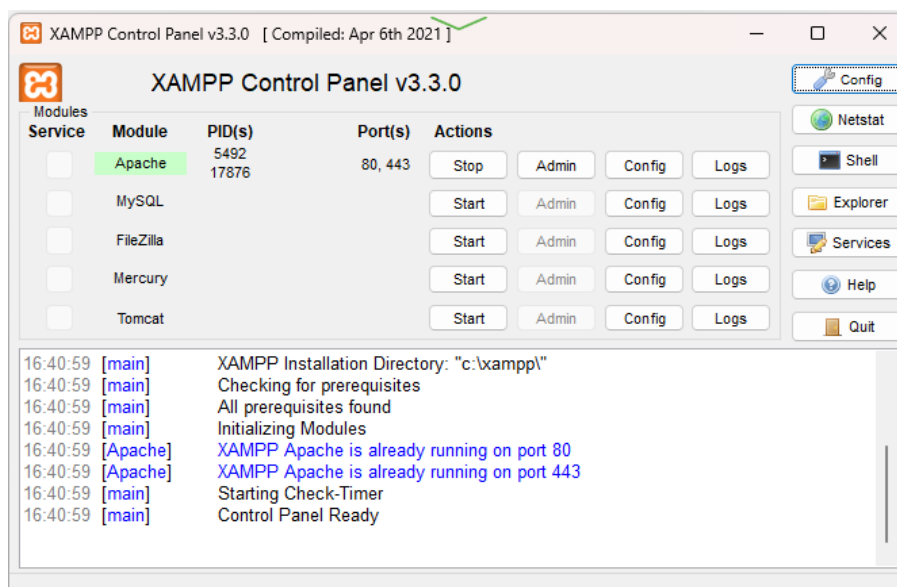 XAMPP Control Panel v3.3.0 [ Compiled: Apr 6th 2021 ]
XAMPP Control Panel v3.3.0
Config
Modules
Service Module PID(s) Port(s) Actions
Netstat
Apache 5492 17876 80, 443 Stop Admin Config Logs
Shell
MySQL Start Admin Config Logs
Explorer
FileZilla Start Admin Config Logs
Services
Mercury Start Admin Config Logs
Help
Tomcat Start Admin Config Logs
Quit
16:40:59 [main] XAMPP Installation Directory: "c:\xampp\"
16:40:59 [main] Checking for prerequisites
16:40:59 [main] All prerequisites found
16:40:59 [main] Initializing Modules
16:40:59 [Apache] XAMPP Apache is already running on port 80
16:40:59 [Apache] XAMPP Apache is already running on port 443
16:40:59 [main] Starting Check-Timer
16:40:59 [main] Control Panel Ready